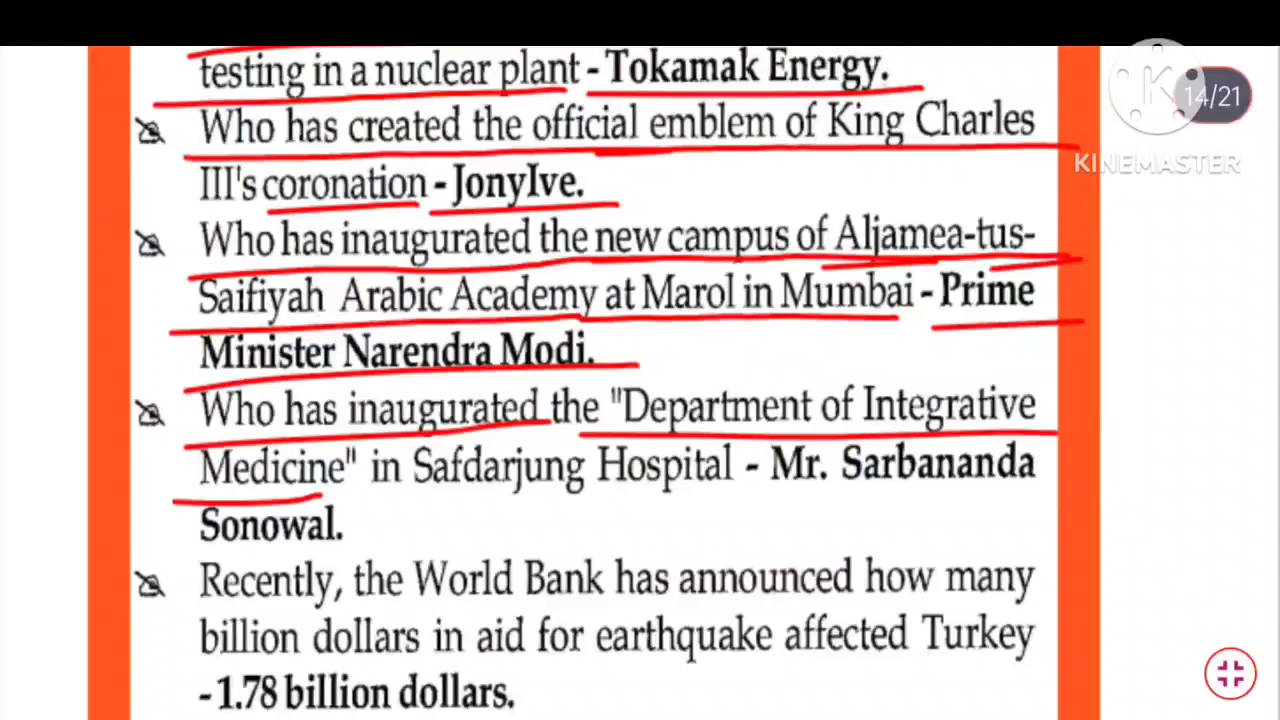 testing in a nuclear plant - Tokamak Energy.
14/21
KINEMASTER
Who has created the official emblem of King Charles
III's coronation - JonyIve.
Who has inaugurated the new campus of Aljamea-tus-
Saifiyah Arabic Academy at Marol in Mumbai - Prime
Minister Narendra Modi.
Who has inaugurated the "Department of Integrative
Medicine" in Safdarjung Hospital - Mr. Sarbananda
Sonowal.
Recently, the World Bank has announced how many
billion dollars in aid for earthquake affected Turkey
- 1.78 billion dollars.